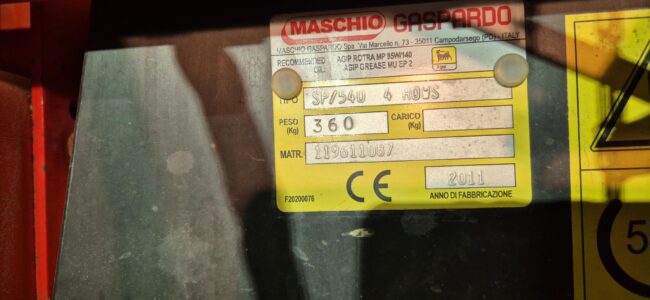 MASCHIO GASPARDO
MASCHIO GASPARDO Spa Via Marcello n. 73 - 35011 Campodarsego (PD) - ITALY
RECOMMENDED OIL: AGIP ROTRA MP 85W/140
AGIP GREASE MU EP 2
TIPO SP/540 4 ROWS
PESO (Kg) 360 CARICO (Kg)
MATR. 119611087
CE 2011
F20200076 ANNO DI FABBRICAZIONE
5